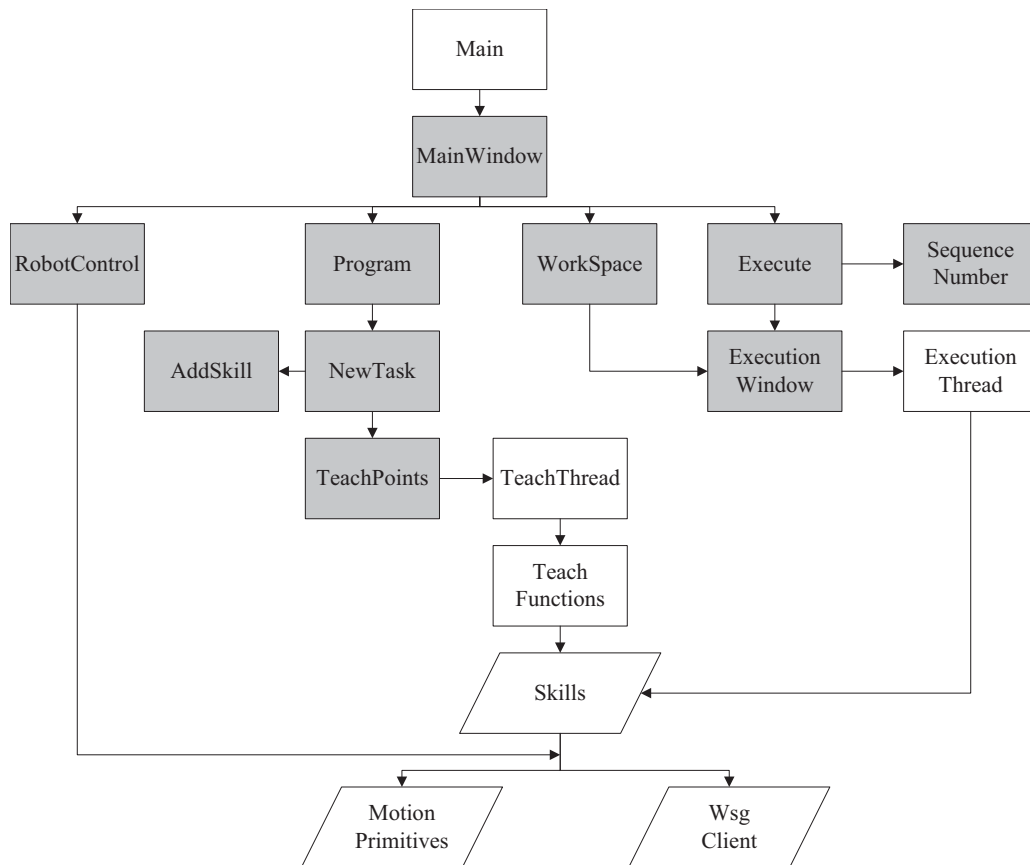 Main
MainWindow
RobotControl
Program
WorkSpace
Execute
Sequence
Number
AddSkill
NewTask
Execution
Window
Execution
Thread
TeachPoints
TeachThread
Teach
Functions
Skills
Motion
Primitives
Wsg
Client